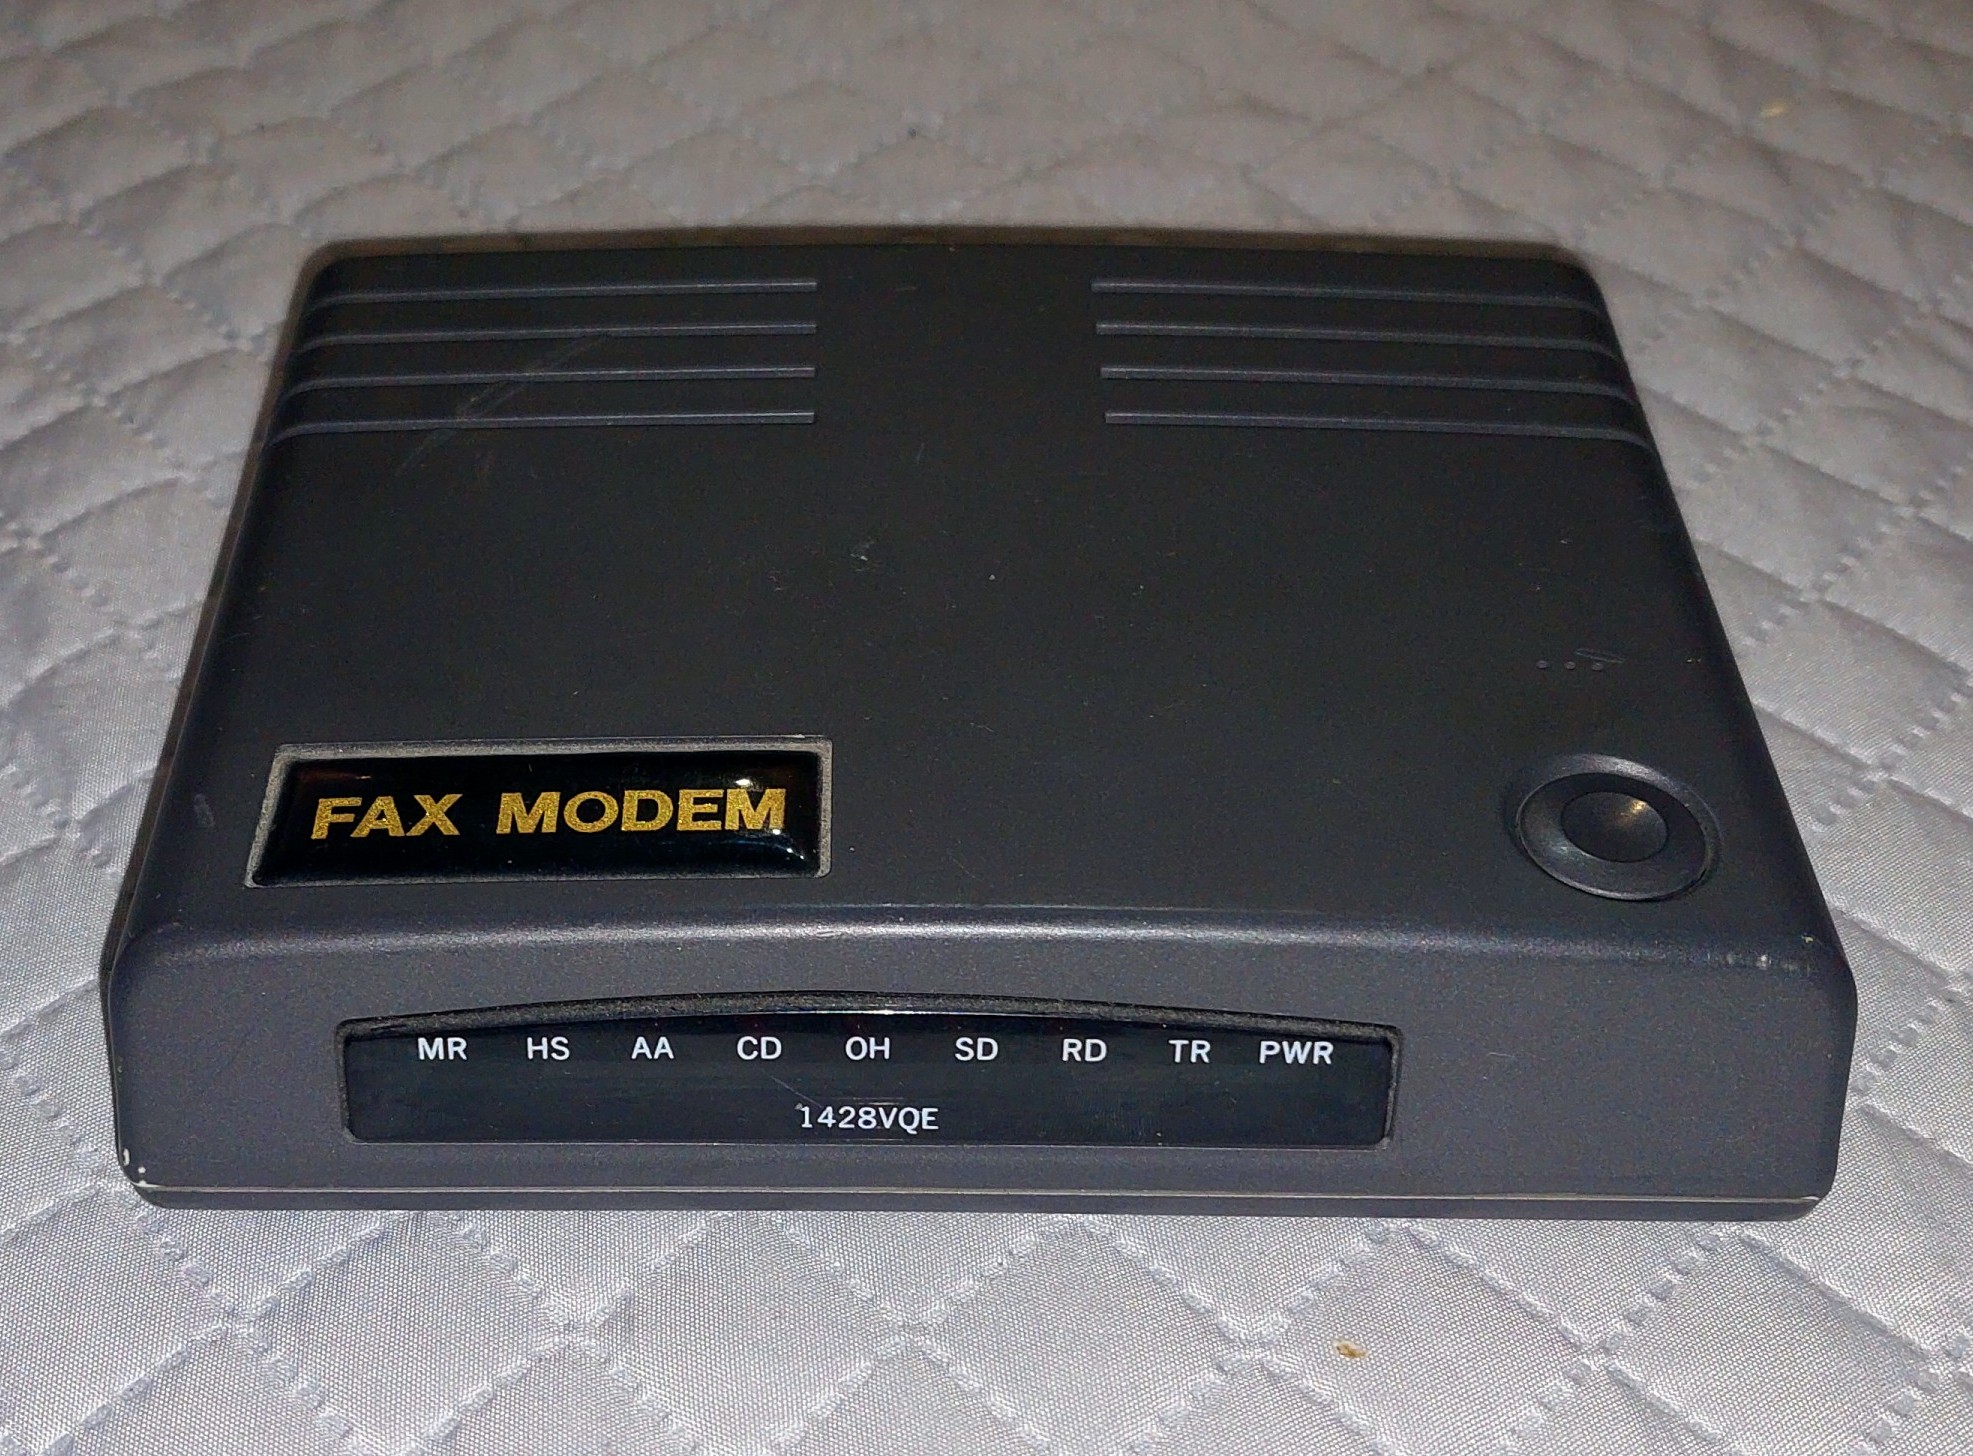 FAX MODEM
MR HS AA CD OH SD RD TR PWR
1428VQE